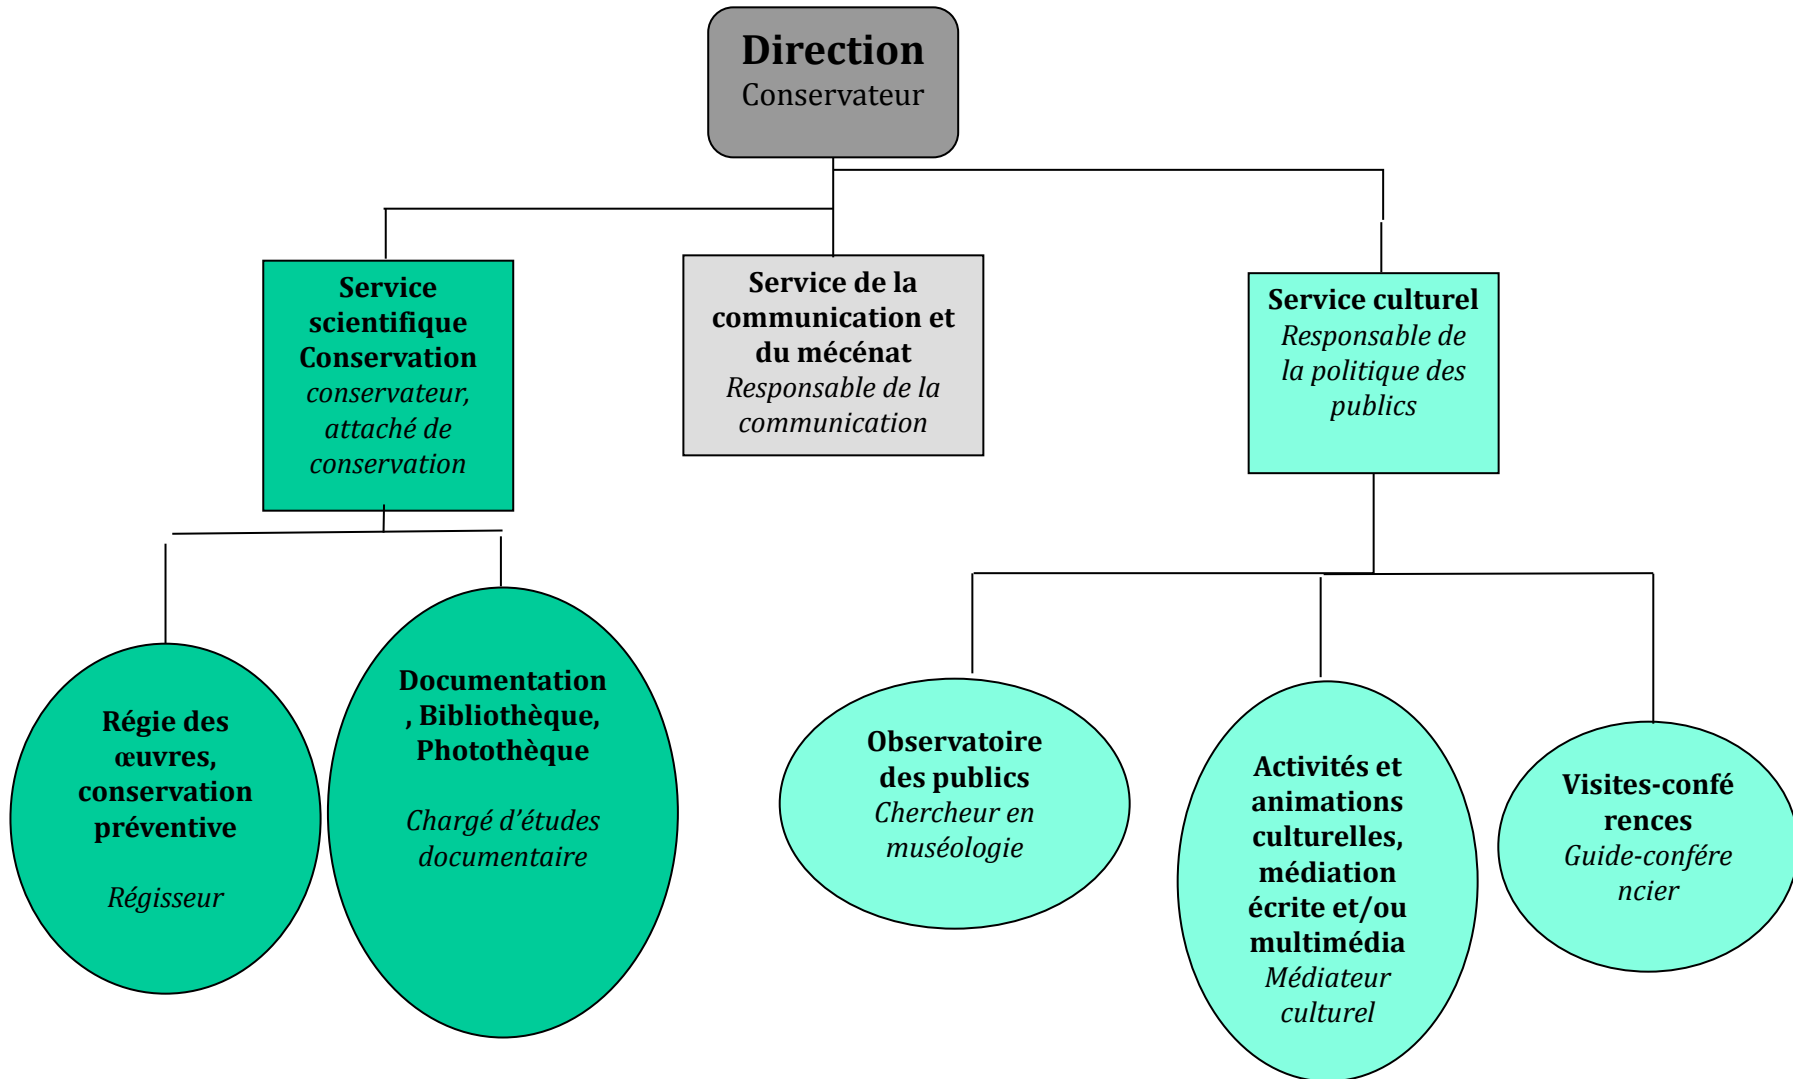 Direction
Conservateur
Service
scientifique
Conservation
conservateur,
attaché de
conservation
Service de la
communication et
du mécénat
Responsable de la
communication
Service culturel
Responsable de
la politique des
publics
Régie des
œuvres,
conservation
préventive
Régisseur
Documentation
, Bibliothèque,
Photothèque
Chargé d’études
documentaire
Observatoire
des publics
Chercheur en
muséologie
Activités et
animations
culturelles,
médiation
écrite et/ou
multimédia
Médiateur
culturel
Visites-confé
rences
Guide-confére
ncier